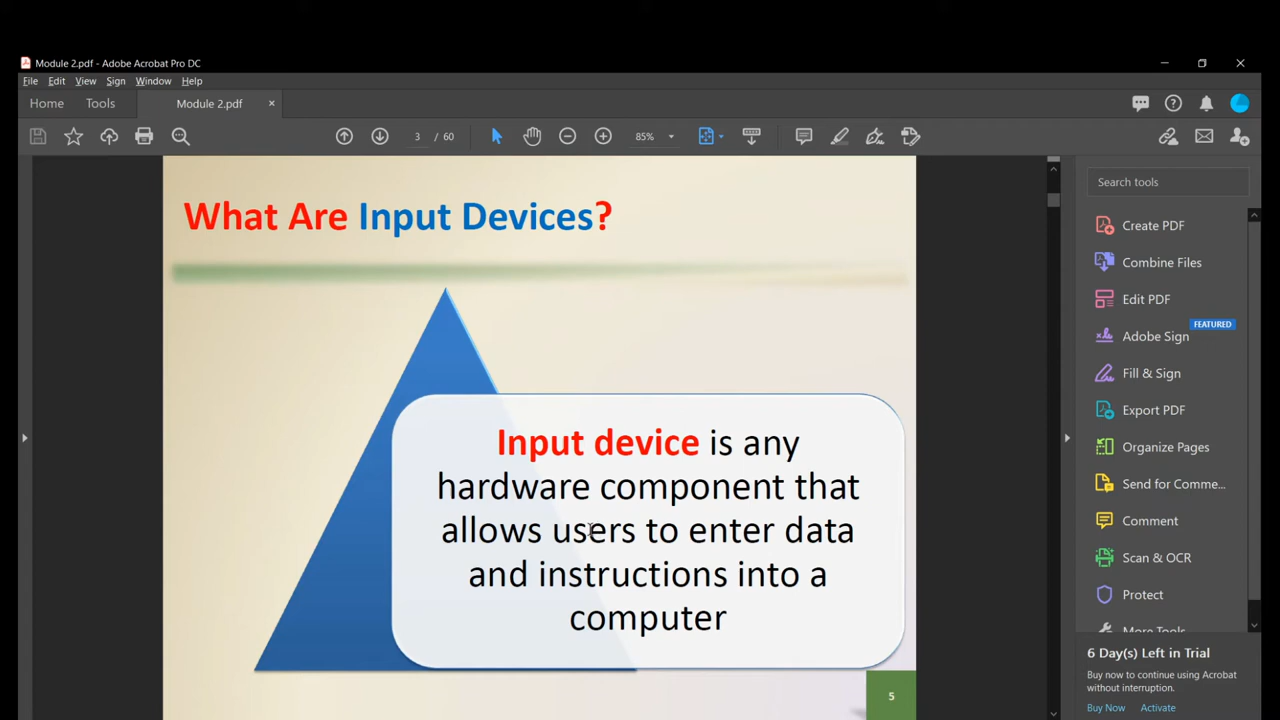 Module 2.pdf - Adobe Acrobat Pro DC
File Edit View Sign Window Help
Home Tools Module 2.pdf ×
3 / 60 85%
What Are Input Devices?
Input device is any
hardware component that
allows users to enter data
and instructions into a
computer
5
Search tools
Create PDF
Combine Files
Edit PDF
FEATURED
Adobe Sign
Fill & Sign
Export PDF
Organize Pages
Send for Comme...
Comment
Scan & OCR
Protect
More Tools
6 Day(s) Left in Trial
Buy now to continue using Acrobat
without interruption.
Buy Now Activate